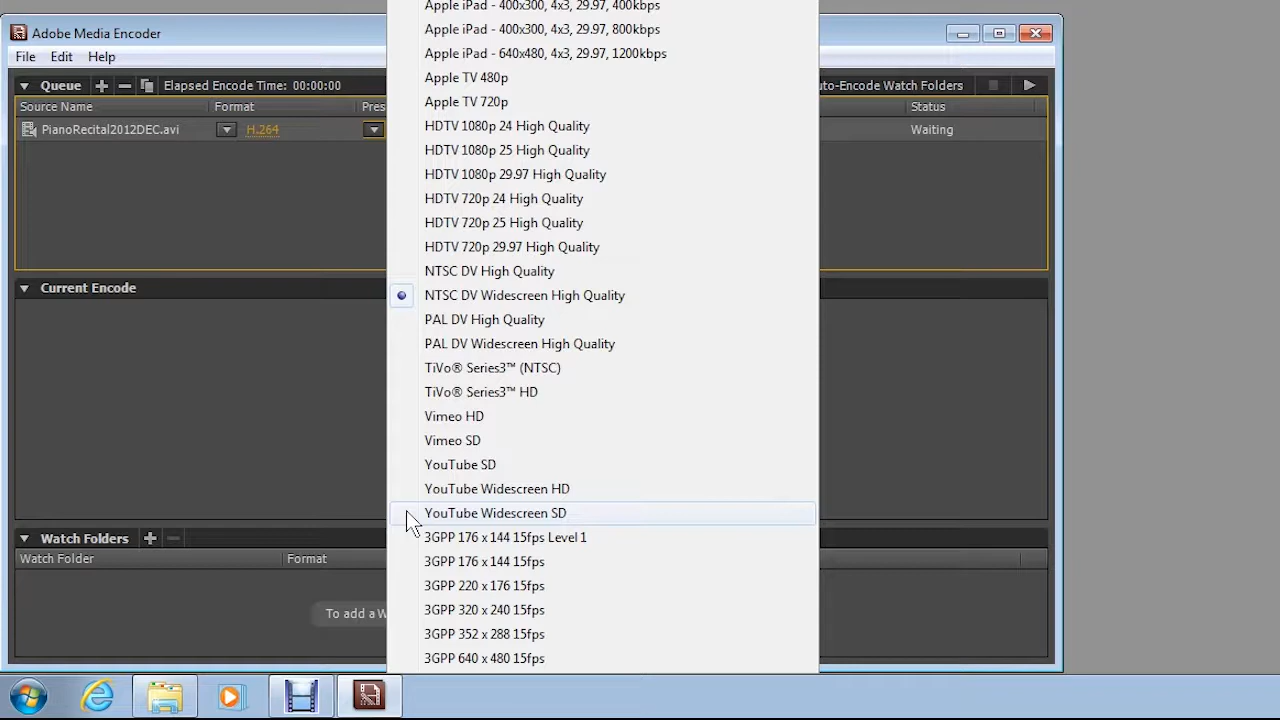 Apple iPad - 400x300, 4x3, 29.97, 400kbps
Apple iPad - 400x300, 4x3, 29.97, 800kbps
Apple iPad - 640x480, 4x3, 29.97, 1200kbps
Apple TV 480p
Apple TV 720p
HDTV 1080p 24 High Quality
HDTV 1080p 25 High Quality
HDTV 1080p 29.97 High Quality
HDTV 720p 24 High Quality
HDTV 720p 25 High Quality
HDTV 720p 29.97 High Quality
NTSC DV High Quality
NTSC DV Widescreen High Quality
PAL DV High Quality
PAL DV Widescreen High Quality
TiVo® Series3™ (NTSC)
TiVo® Series3™ HD
Vimeo HD
Vimeo SD
YouTube SD
YouTube Widescreen HD
YouTube Widescreen SD
3GPP 176 x 144 15fps Level 1
3GPP 176 x 144 15fps
3GPP 220 x 176 15fps
3GPP 320 x 240 15fps
3GPP 352 x 288 15fps
3GPP 640 x 480 15fps
Adobe Media Encoder
File Edit Help
Queue Elapsed Encode Time: 00:00:00 uto-Encode Watch Folders
Source Name Format Pres Status
PianoRecital2012DEC.avi H.264 Waiting
Current Encode
Watch Folders
Watch Folder Format
To add a W